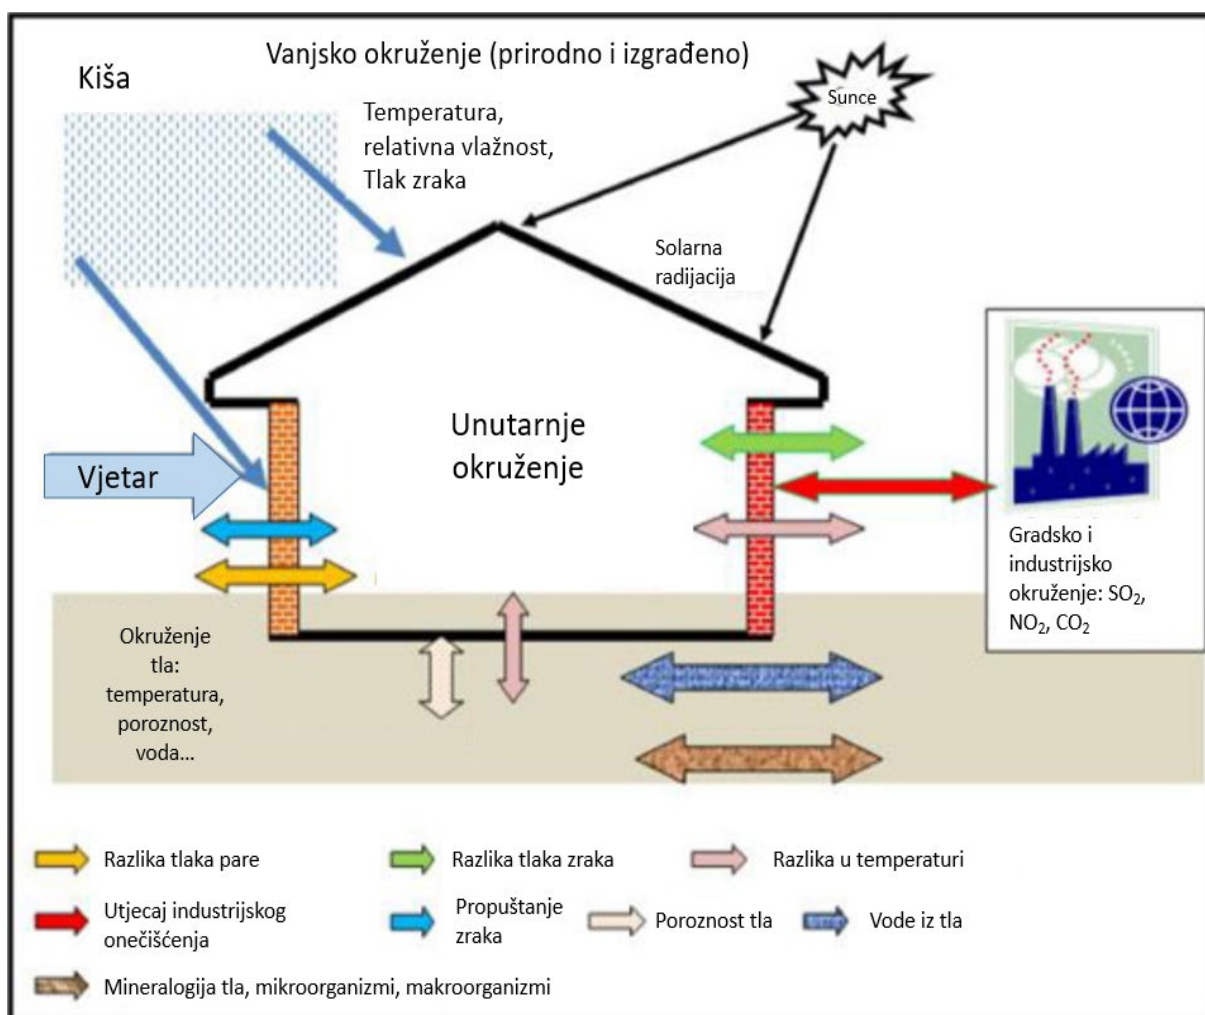 Vanjsko okruženje (prirodno i izgrađeno)
Kiša
Sunce
Temperatura,
relativna vlažnost,
Tlak zraka
Solarna
radijacija
Unutarnje
okruženje
Vjetar
Gradsko i
industrijsko
okruženje: SO₂,
NO₂, CO₂
Okruženje
tla:
temperatura,
poroznost,
voda...
Razlika tlaka pare
Razlika tlaka zraka
Razlika u temperaturi
Utjecaj industrijskog
onečišćenja
Propuštanje
zraka
Poroznost tla
Vode iz tla
Mineralogija tla, mikroorganizmi, makroorganizmi